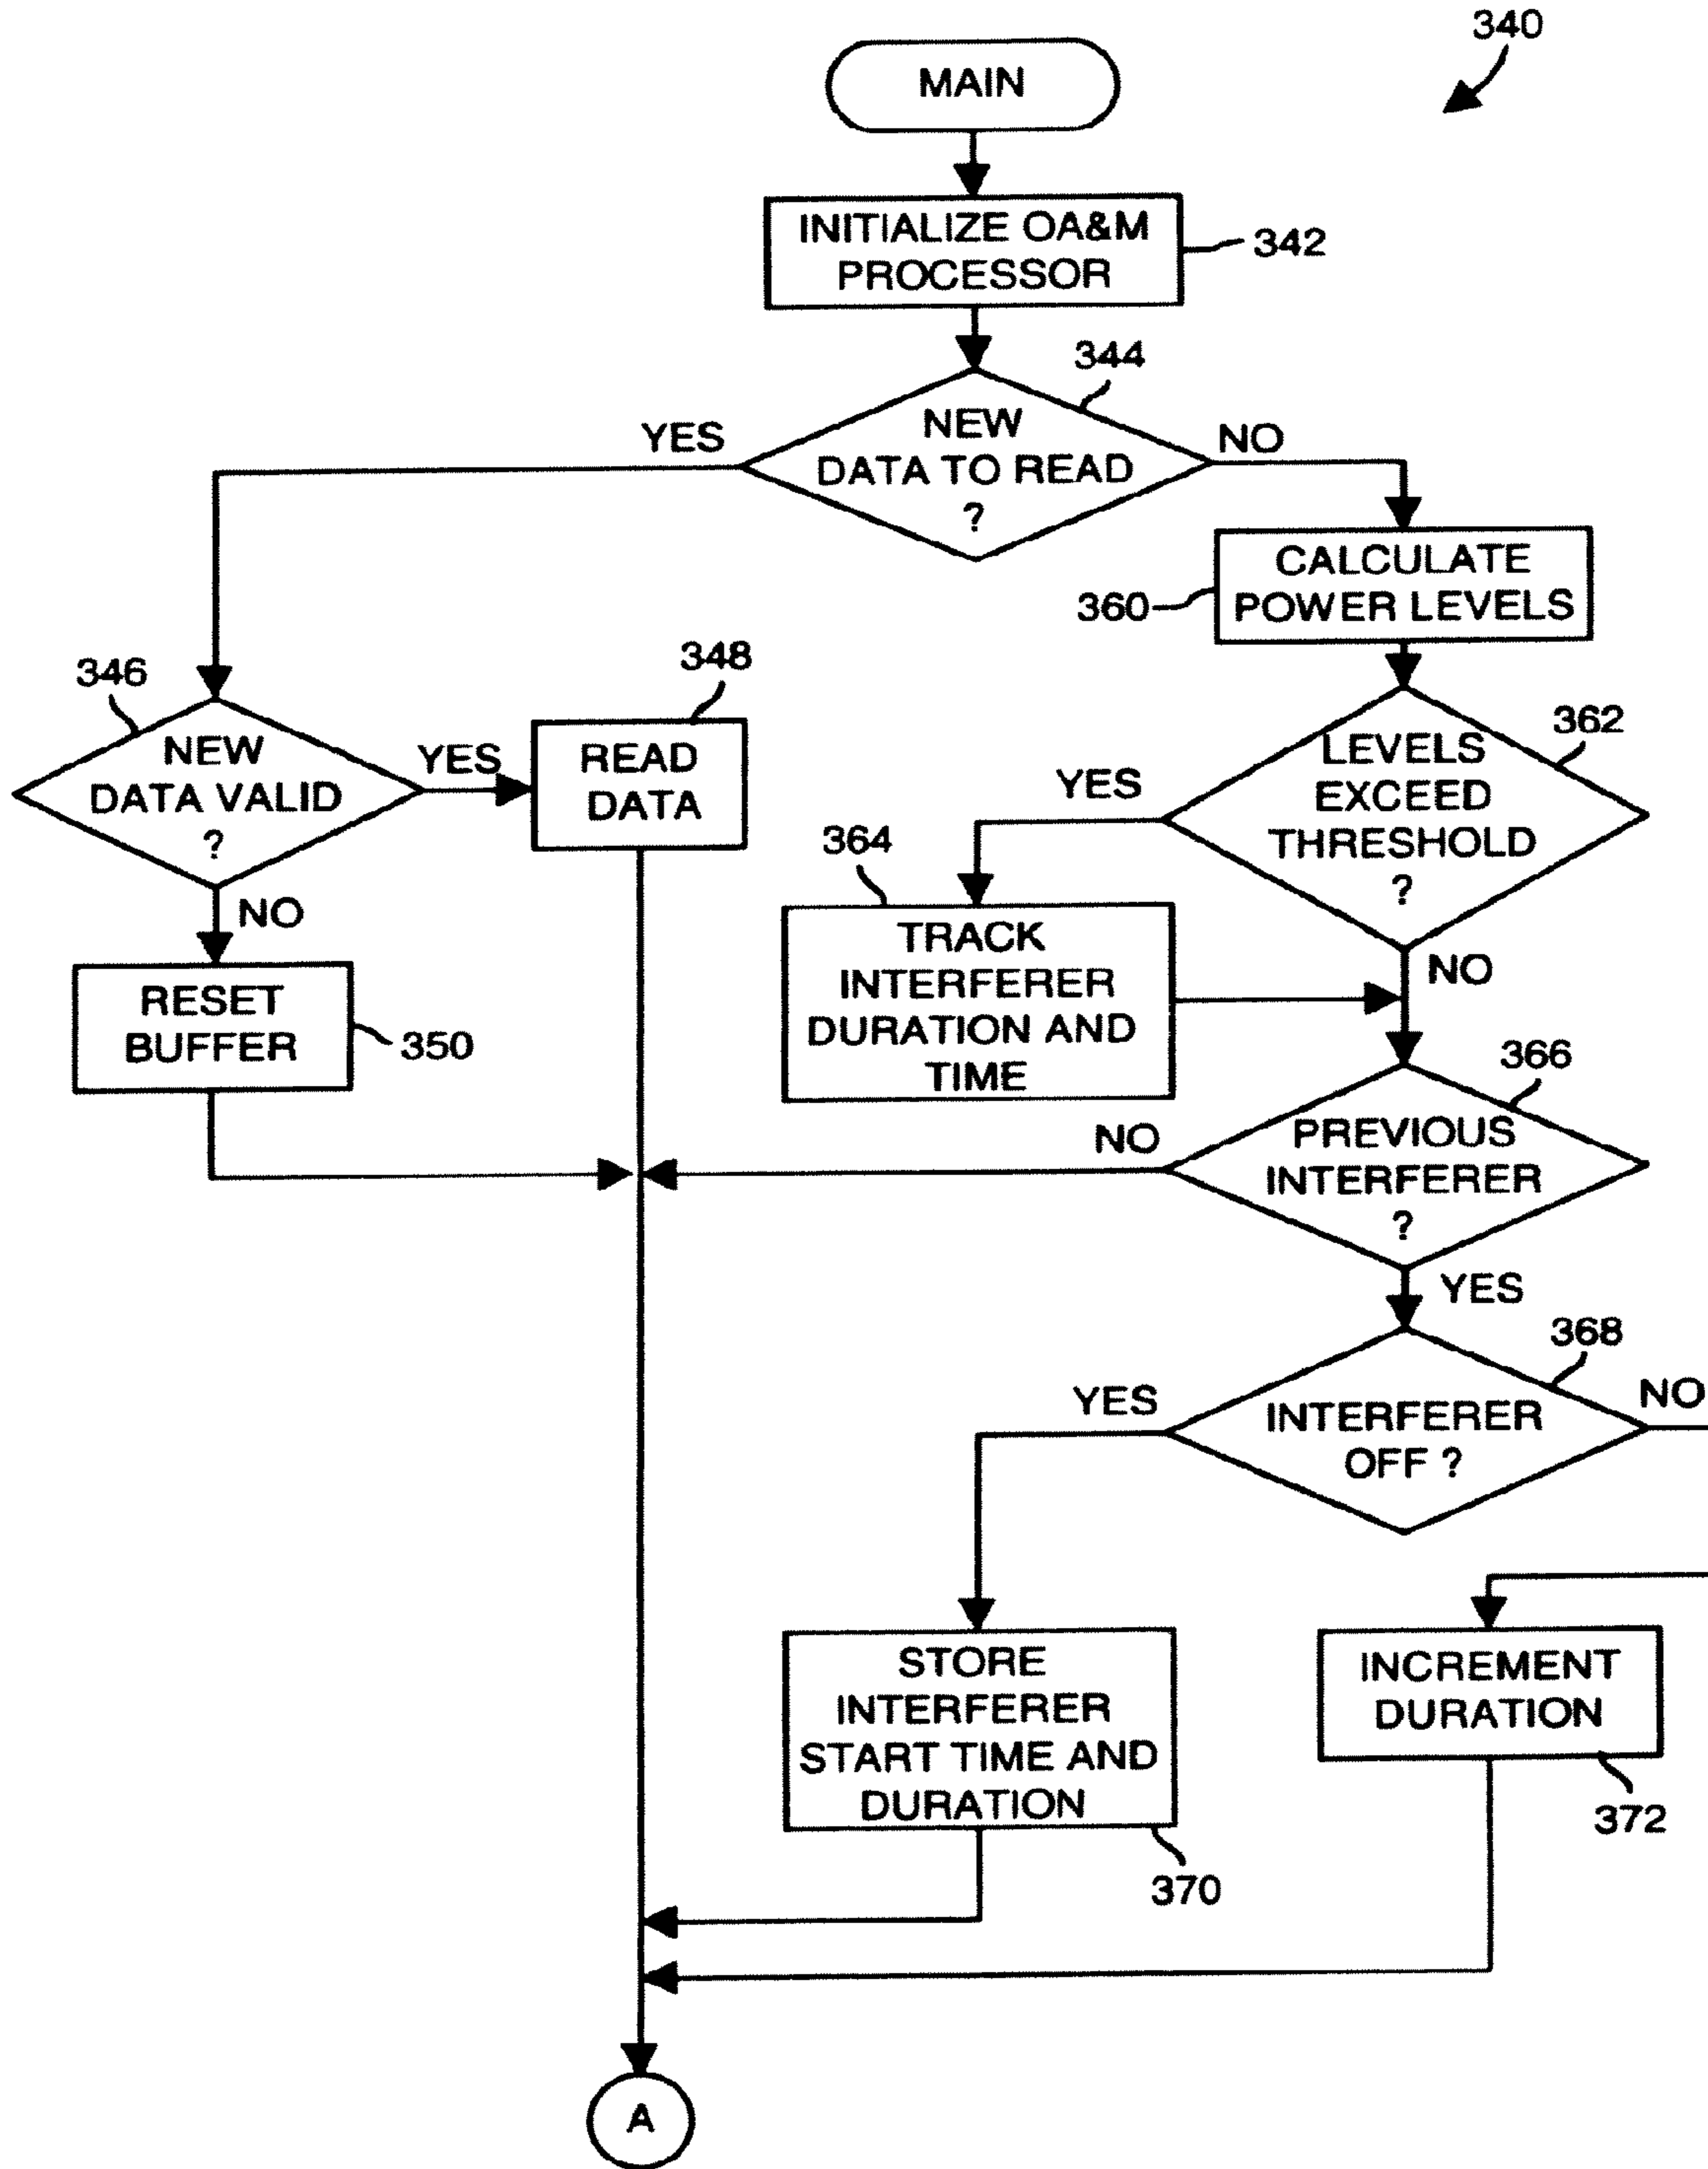 340
MAIN
INITIALIZE OA&M
PROCESSOR
342
344
NEW
DATA TO READ
?
YES
NO
CALCULATE
POWER LEVELS
360
346
NEW
DATA VALID
?
YES
348
READ
DATA
NO
RESET
BUFFER
350
362
LEVELS
EXCEED
THRESHOLD
?
YES
NO
364
TRACK
INTERFERER
DURATION AND
TIME
366
PREVIOUS
INTERFERER
?
NO
YES
368
INTERFERER
OFF ?
YES
NO
STORE
INTERFERER
START TIME AND
DURATION
370
INCREMENT
DURATION
372
A